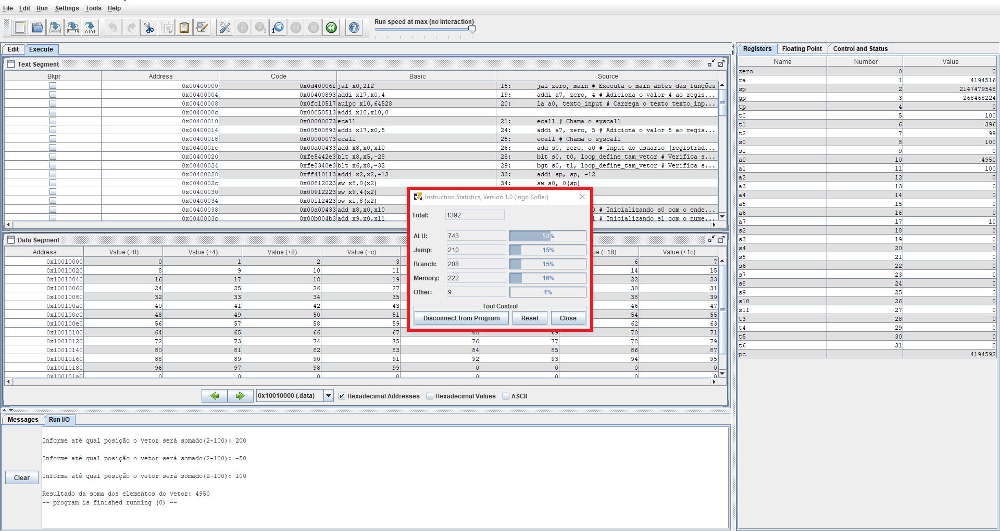 File Edit Run Settings Tools Help
Run speed at max (no interaction)
Edit Execute
Text Segment
Bkpt Address Code Basic Source
0x00400000 0x0d40006f jal x0,212 15: jal zero, main # Executa o main antes das funções
0x00400004 0x00400893 addi x17,x0,4 19: addi a7, zero, 4 # Adiciona o valor 4 ao regis...
0x00400008 0x0fc10517 auipc x10,64528 20: la a0, texto_input # Carrega o texto texto_inp...
0x0040000c 0x00050513 addi x10,x10,0
0x00400010 0x00000073 ecall 21: ecall # Chama o syscall
0x00400014 0x00500893 addi x17,x0,5 24: addi a7, zero, 5 # Adiciona o valor 5 ao regis...
0x00400018 0x00000073 ecall 25: ecall # Chama o syscall
0x0040001c 0x00a00433 add x8,x0,x10 26: add s0, zero, a0 # Input do usuario (registrad...
0x00400020 0xfe5442e3 blt x8,x5,-28 28: blt s0, t0, loop_define_tam_vetor # Verifica s...
0x00400024 0xfe8340e3 blt x6,x8,-32 29: bgt s0, t1, loop_define_tam_vetor # Verifica s...
0x00400028 0xff410113 addi x2,x2,-12 33: addi sp, sp, -12
0x0040002c 0x00812023 sw x8,0(x2) 34: sw s0, 0(sp)
0x00400030 0x00912223 sw x9,4(x2)
0x00400034 0x00112423 sw x1,8(x2)
0x00400038 0x00a00433 add x8,x0,x10 0 # Inicializando s0 com o ende...
0x0040003c 0x00b004b3 add x9,x0,x11 1 # Inicializando s1 com o nume...
Instruction Statistics, Version 1.0 (Ingo Kofler)
Total: 1392
ALU: 743 53%
Jump: 210 15%
Branch: 208 15%
Memory: 222 16%
Other: 9 1%
Tool Control
Disconnect from Program Reset Close
Data Segment
Address Value (+0) Value (+4) Value (+8) Value (+c) ue (+18) Value (+1c)
0x10010000 0 1 2 3 6 7
0x10010020 8 9 10 11 14 15
0x10010040 16 17 18 19 22 23
0x10010060 24 25 26 27 30 31
0x10010080 32 33 34 35 38 39
0x100100a0 40 41 42 43 46 47
0x100100c0 48 49 50 51 54 55
0x100100e0 56 57 58 59 62 63
0x10010100 64 65 66 67 68 69 70 71
0x10010120 72 73 74 75 76 77 78 79
0x10010140 80 81 82 83 84 85 86 87
0x10010160 88 89 90 91 92 93 94 95
0x10010180 96 97 98 99 0 0 0 0
0x100101a0 0 0 0 0 0 0 0 0
0x10010000 (.data) Hexadecimal Addresses Hexadecimal Values ASCII
Messages Run I/O
Clear
Informe até qual posição o vetor será somado(2-100): 200
Informe até qual posição o vetor será somado(2-100): -50
Informe até qual posição o vetor será somado(2-100): 100
Resultado da soma dos elementos do vetor: 4950
-- program is finished running (0) --
Registers Floating Point Control and Status
Name Number Value
zero 0 0
ra 1 4194516
sp 2 2147479548
gp 3 268468224
tp 4 0
t0 5 100
t1 6 396
t2 7 99
s0 8 100
s1 9 0
a0 10 4950
a1 11 100
a2 12 0
a3 13 0
a4 14 0
a5 15 0
a6 16 0
a7 17 10
s2 18 0
s3 19 0
s4 20 0
s5 21 0
s6 22 0
s7 23 0
s8 24 0
s9 25 0
s10 26 0
s11 27 0
t3 28 0
t4 29 0
t5 30 0
t6 31 0
pc 4194592